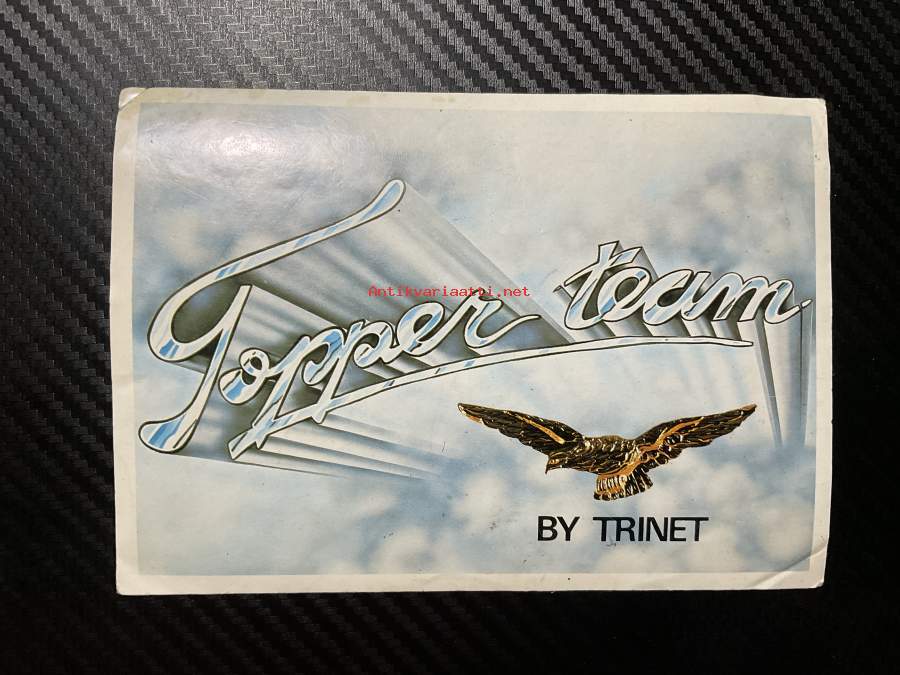 Topper team
BY TRINET
Antikvariaatti.net